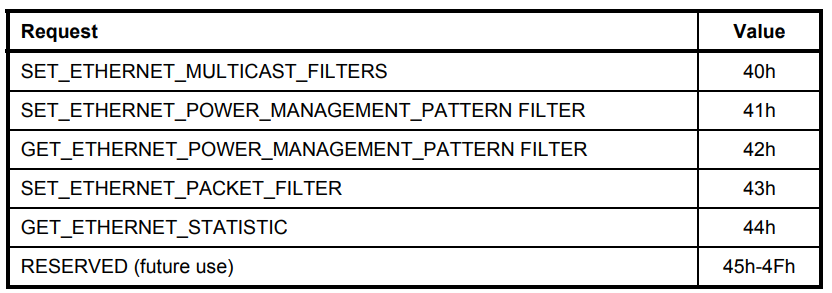 Request Value
SET_ETHERNET_MULTICAST_FILTERS 40h
SET_ETHERNET_POWER_MANAGEMENT_PATTERN FILTER 41h
GET_ETHERNET_POWER_MANAGEMENT_PATTERN FILTER 42h
SET_ETHERNET_PACKET_FILTER 43h
GET_ETHERNET_STATISTIC 44h
RESERVED (future use) 45h-4Fh